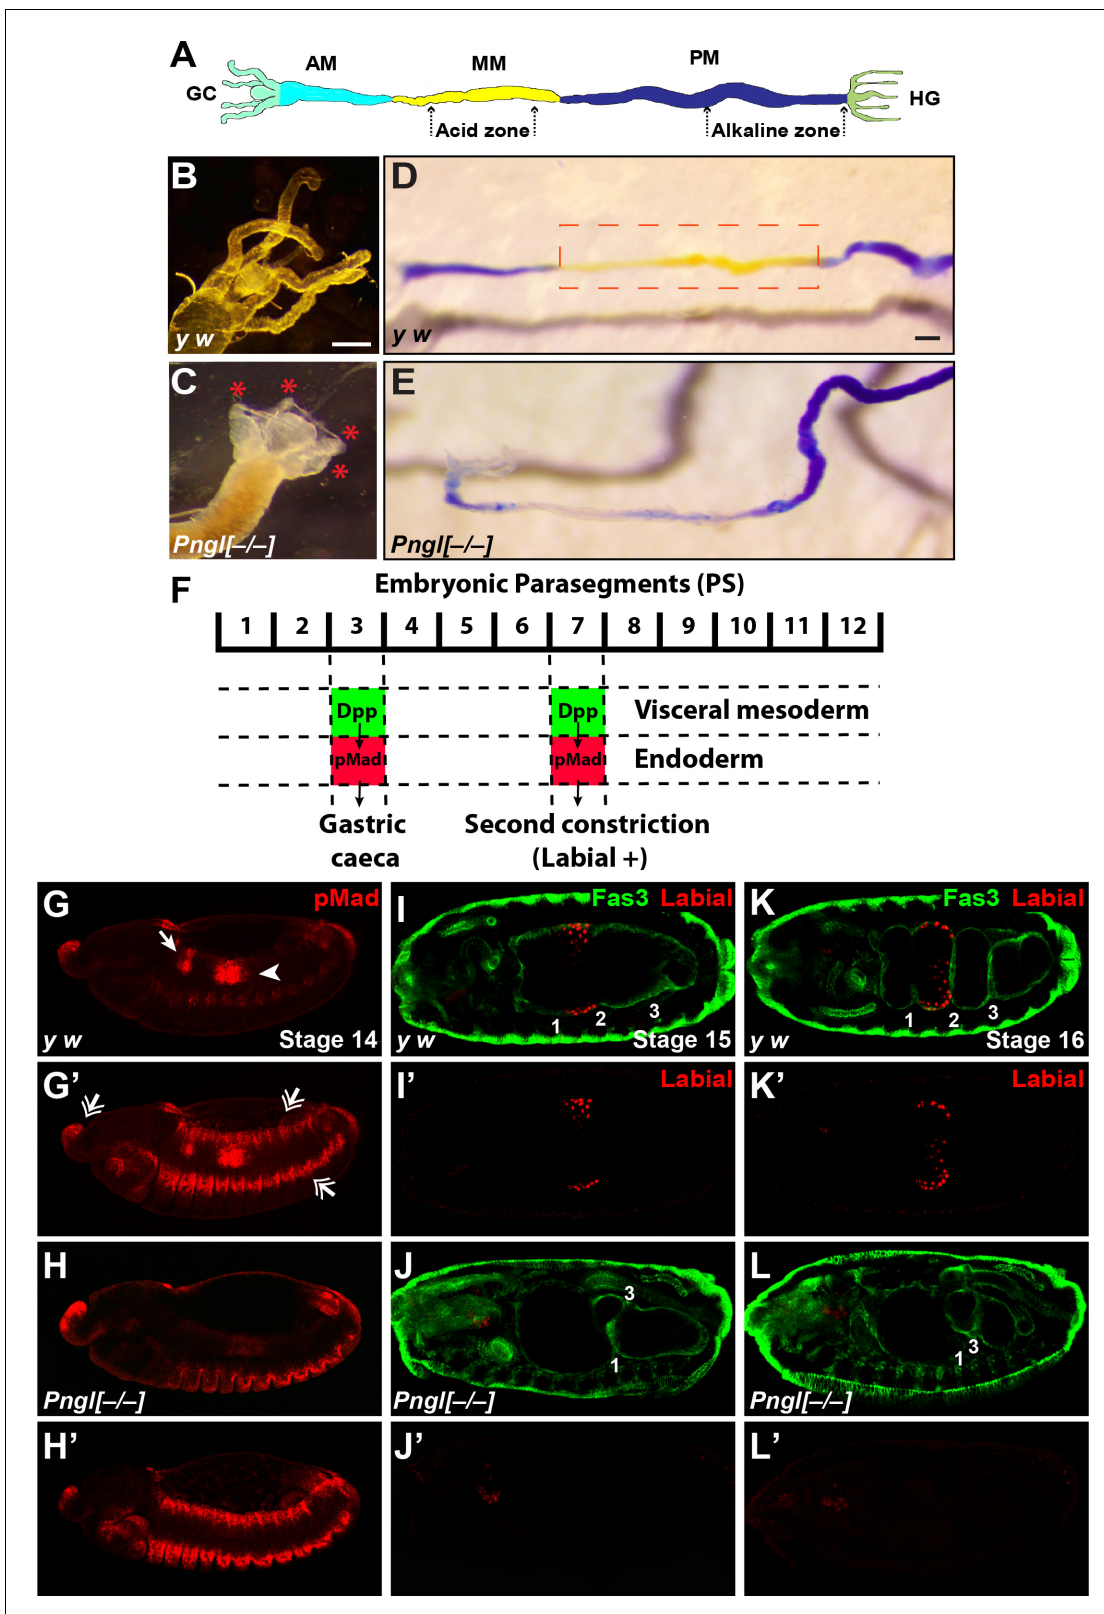 A
GC
AM
MM
PM
HG
Acid zone
Alkaline zone
B
y w
D
y w
C
* * * *
Pngl[–/–]
E
Pngl[–/–]
F
Embryonic Parasegments (PS)
1 2 3 4 5 6 7 8 9 10 11 12
Dpp Dpp Visceral mesoderm
pMad pMad Endoderm
Gastric caeca
Second constriction
(Labial +)
G pMad
y w Stage 14
I Fas3 Labial
1 2 3
y w Stage 15
K Fas3 Labial
1 2 3
y w Stage 16
G’
I’ Labial
K’ Labial
H
Pngl[–/–]
J
3
1
Pngl[–/–]
L
3
1
Pngl[–/–]
H’
J’
L’